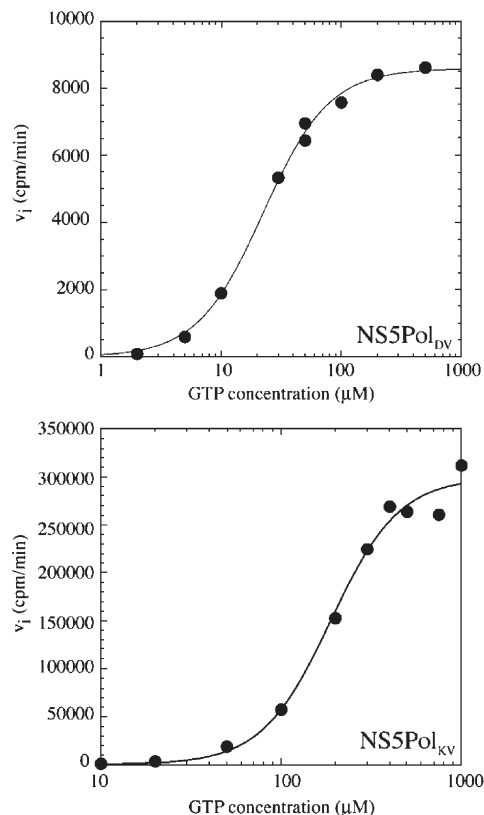 10000
8000
6000
4000
2000
0
v_i (cpm/min)
NS5Pol_DV
1 10 100 1000
GTP concentration (µM)
350000
300000
250000
200000
150000
100000
50000
0
v_i (cpm/min)
NS5Pol_KV
10 100 1000
GTP concentration (µM)